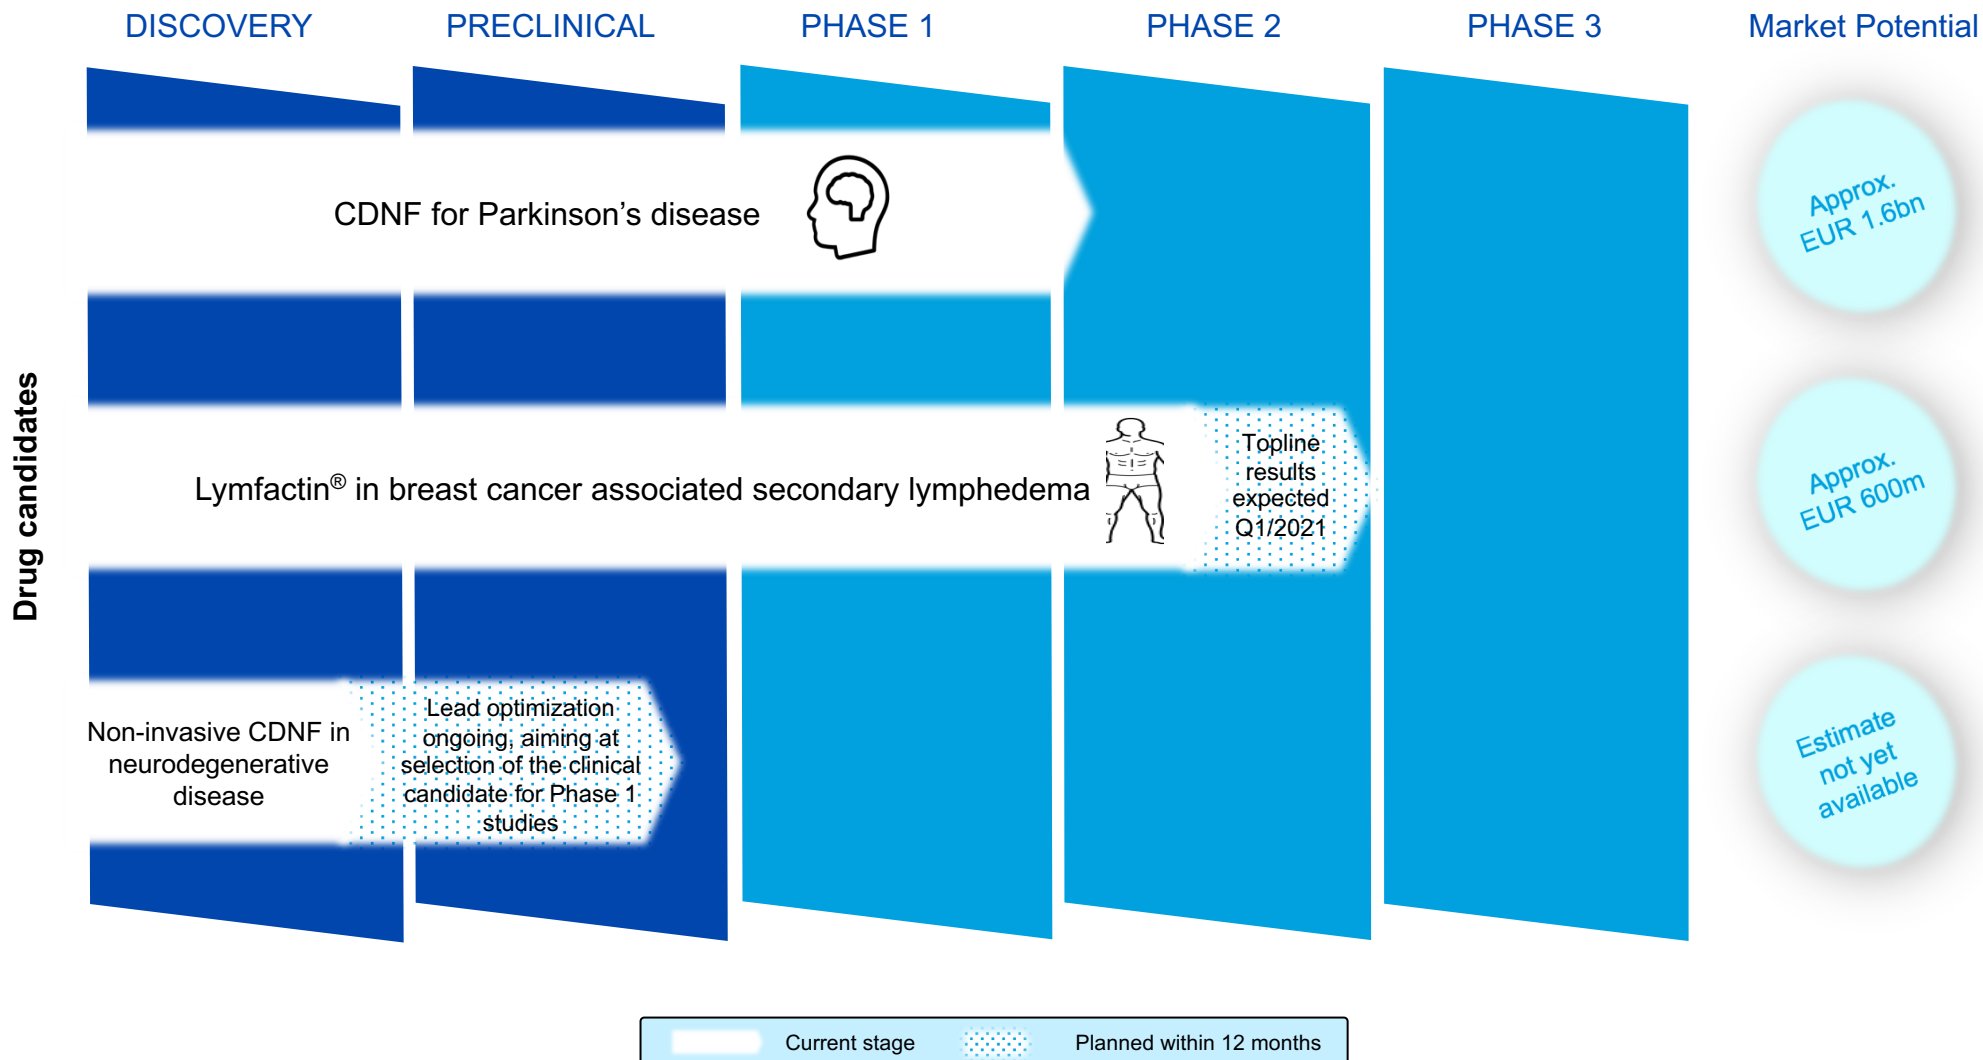 DISCOVERY
PRECLINICAL
PHASE 1
PHASE 2
PHASE 3
Market Potential
Drug candidates
CDNF for Parkinson’s disease
Approx.
EUR 1.6bn
Lymfactin® in breast cancer associated secondary lymphedema
Topline
results
expected
Q1/2021
Approx.
EUR 600m
Non-invasive CDNF in
neurodegenerative
disease
Lead optimization
ongoing, aiming at
selection of the clinical
candidate for Phase 1
studies
Estimate
not yet
available
Current stage
Planned within 12 months